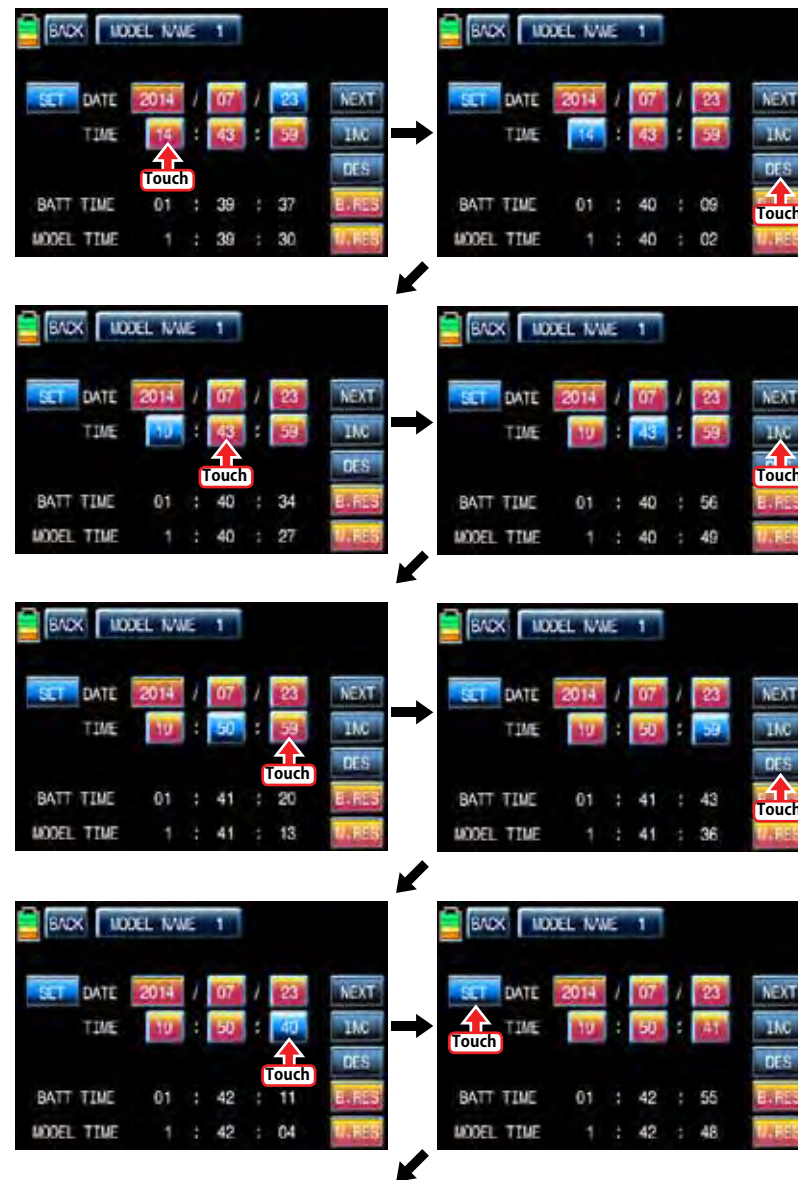 BACK MODEL NAME 1
SET DATE 2014 / 07 / 23 NEXT
TIME 14 : 43 : 59 INC
DES
Touch
BATT TIME 01 : 39 : 37 B.RES
MODEL TIME 1 : 39 : 30 M.RES
BACK MODEL NAME 1
SET DATE 2014 / 07 / 23 NEXT
TIME 14 : 43 : 59 INC
DES
BATT TIME 01 : 40 : 09
Touch
MODEL TIME 1 : 40 : 02 M.RES
BACK MODEL NAME 1
SET DATE 2014 / 07 / 23 NEXT
TIME 10 : 43 : 59 INC
DES
Touch
BATT TIME 01 : 40 : 34 B.RES
MODEL TIME 1 : 40 : 27 M.RES
BACK MODEL NAME 1
SET DATE 2014 / 07 / 23 NEXT
TIME 10 : 43 : 59 INC
Touch
BATT TIME 01 : 40 : 56 B.RES
MODEL TIME 1 : 40 : 49 M.RES
BACK MODEL NAME 1
SET DATE 2014 / 07 / 23 NEXT
TIME 10 : 50 : 59 INC
DES
Touch
BATT TIME 01 : 41 : 20 B.RES
MODEL TIME 1 : 41 : 13 M.RES
BACK MODEL NAME 1
SET DATE 2014 / 07 / 23 NEXT
TIME 10 : 50 : 59 INC
DES
BATT TIME 01 : 41 : 43
Touch
MODEL TIME 1 : 41 : 36 M.RES
BACK MODEL NAME 1
SET DATE 2014 / 07 / 23 NEXT
TIME 10 : 50 : 40 INC
DES
Touch
BATT TIME 01 : 42 : 11 B.RES
MODEL TIME 1 : 42 : 04 M.RES
BACK MODEL NAME 1
SET DATE 2014 / 07 / 23 NEXT
TIME 10 : 50 : 41 INC
Touch
DES
BATT TIME 01 : 42 : 55 B.RES
MODEL TIME 1 : 42 : 48 M.RES